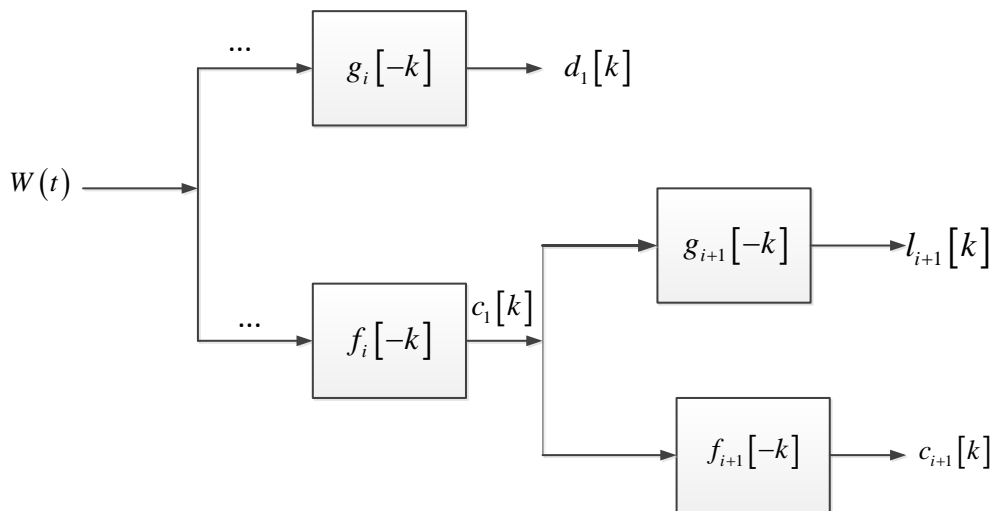 ...
g_i[-k]
d_1[k]
W(t)
g_{i+1}[-k]
l_{i+1}[k]
...
f_i[-k]
c_1[k]
f_{i+1}[-k]
c_{i+1}[k]